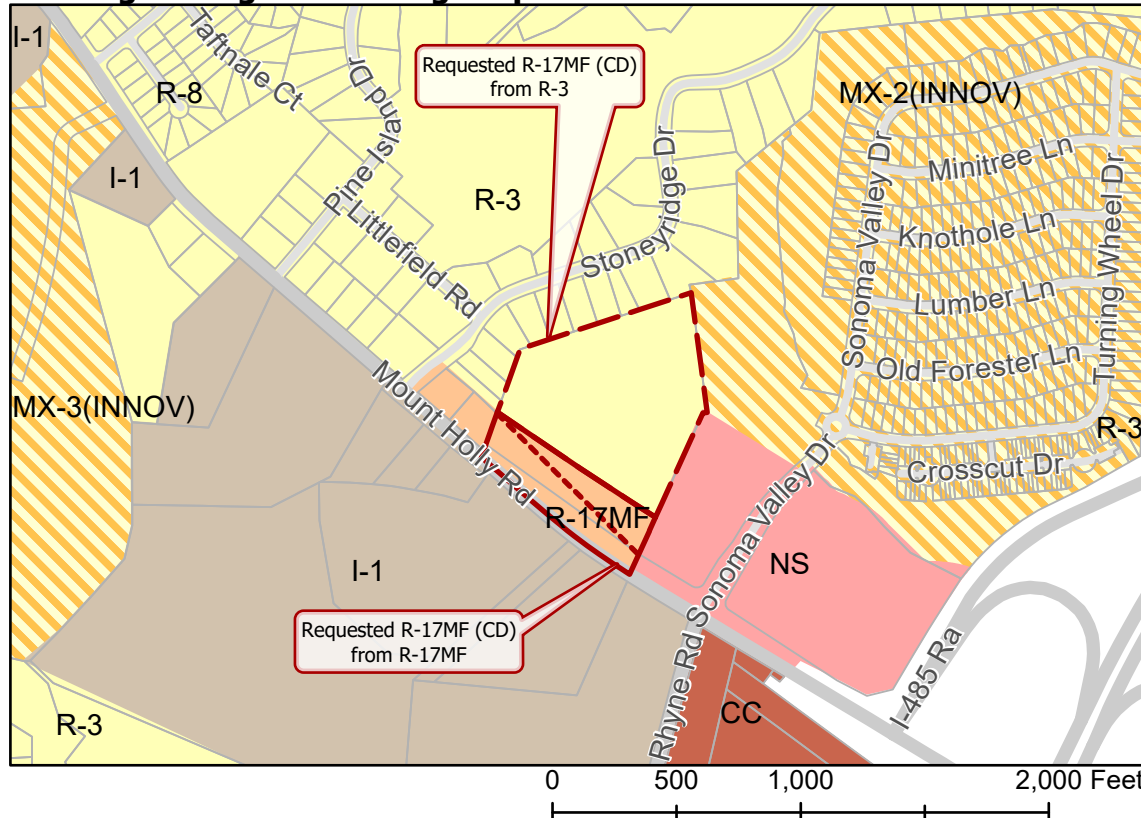 I-1
Taftnale Ct
R-8
Pine Island Dr
Requested R-17MF (CD)
from R-3
MX-2(INNOV)
Sonoma Valley Dr
Minitree Ln
I-1
R-3
Littlefield Rd
Stoneyridge Dr
Knothole Ln
Turning Wheel Dr
Lumber Ln
Old Forester Ln
MX-3(INNOV)
Mount Holly Rd
R-3
Crosscut Dr
R-17MF
Sonoma Valley Dr
NS
I-1
Requested R-17MF (CD)
from R-17MF
Rhyne Rd
I-485 Ra
R-3
CC
0 500 1,000 2,000 Feet